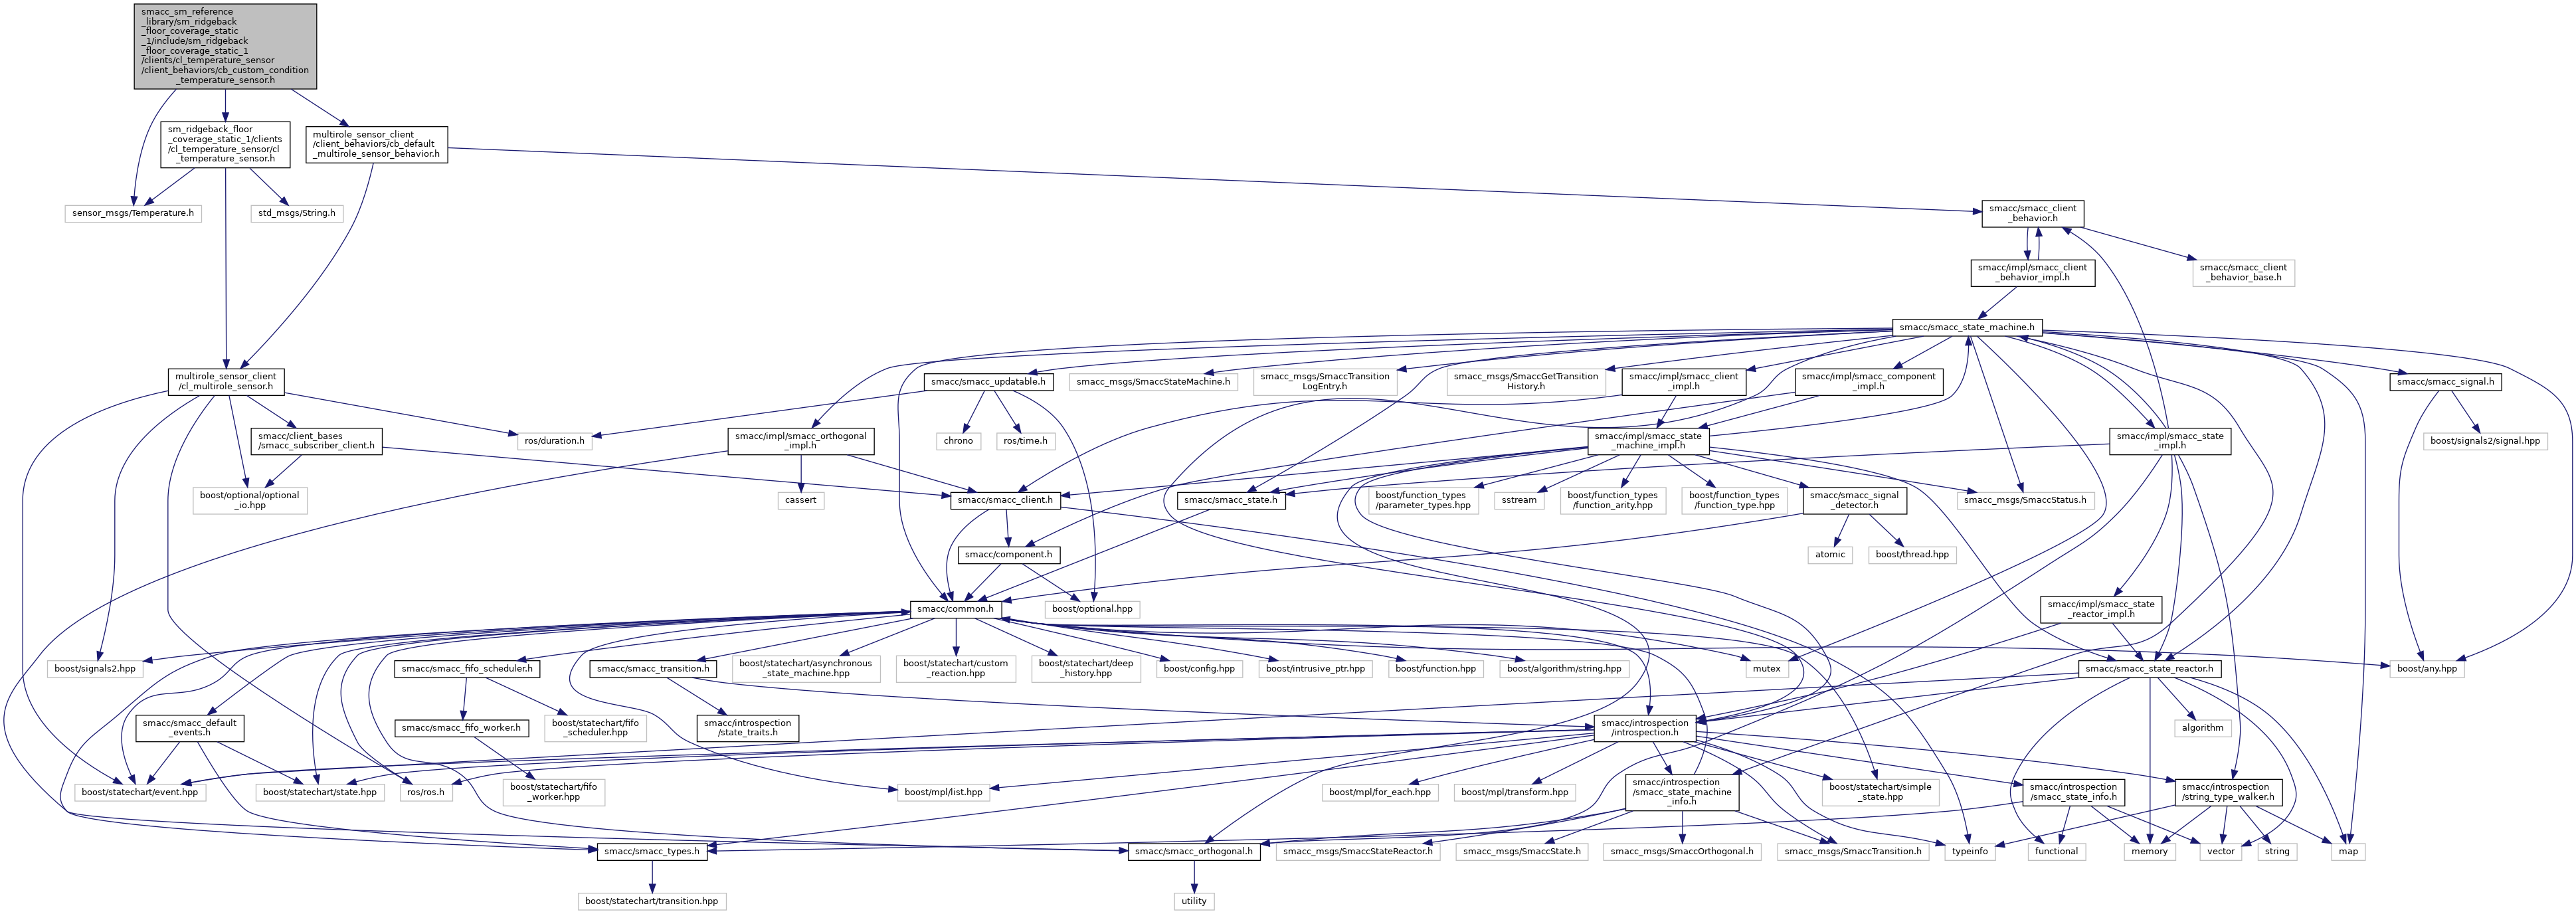 smacc_sm_reference
_library/sm_ridgeback
_floor_coverage_static
_1/include/sm_ridgeback
_floor_coverage_static_1
/clients/cl_temperature_sensor
/client_behaviors/cb_custom_condition
_temperature_sensor.h
sm_ridgeback_floor
_coverage_static_1/clients
/cl_temperature_sensor/cl
_temperature_sensor.h
multirole_sensor_client
/client_behaviors/cb_default
_multirole_sensor_behavior.h
sensor_msgs/Temperature.h
std_msgs/String.h
smacc/smacc_client
_behavior.h
smacc/impl/smacc_client
_behavior_impl.h
smacc/smacc_client
_behavior_base.h
smacc/smacc_state_machine.h
multirole_sensor_client
/cl_multirole_sensor.h
smacc/smacc_updatable.h
smacc_msgs/SmaccStateMachine.h
smacc_msgs/SmaccTransition
LogEntry.h
smacc_msgs/SmaccGetTransition
History.h
smacc/impl/smacc_client
_impl.h
smacc/impl/smacc_component
_impl.h
smacc/smacc_signal.h
smacc/client_bases
/smacc_subscriber_client.h
ros/duration.h
smacc/impl/smacc_orthogonal
_impl.h
chrono
ros/time.h
smacc/impl/smacc_state
_machine_impl.h
smacc/impl/smacc_state
_impl.h
boost/signals2/signal.hpp
boost/optional/optional
_io.hpp
cassert
smacc/smacc_client.h
smacc/smacc_state.h
boost/function_types
/parameter_types.hpp
sstream
boost/function_types
/function_arity.hpp
boost/function_types
/function_type.hpp
smacc/smacc_signal
_detector.h
smacc_msgs/SmaccStatus.h
smacc/component.h
atomic
boost/thread.hpp
smacc/common.h
boost/optional.hpp
smacc/impl/smacc_state
_reactor_impl.h
boost/signals2.hpp
smacc/smacc_fifo_scheduler.h
smacc/smacc_transition.h
boost/statechart/asynchronous
_state_machine.hpp
boost/statechart/custom
_reaction.hpp
boost/statechart/deep
_history.hpp
boost/config.hpp
boost/intrusive_ptr.hpp
boost/function.hpp
boost/algorithm/string.hpp
mutex
smacc/smacc_state_reactor.h
boost/any.hpp
smacc/smacc_default
_events.h
smacc/smacc_fifo_worker.h
boost/statechart/fifo
_scheduler.hpp
smacc/introspection
/state_traits.h
smacc/introspection
/introspection.h
algorithm
boost/statechart/event.hpp
boost/statechart/state.hpp
ros/ros.h
boost/statechart/fifo
_worker.hpp
boost/mpl/list.hpp
boost/mpl/for_each.hpp
boost/mpl/transform.hpp
smacc/introspection
/smacc_state_machine
_info.h
boost/statechart/simple
_state.hpp
smacc/introspection
/smacc_state_info.h
smacc/introspection
/string_type_walker.h
smacc/smacc_types.h
smacc/smacc_orthogonal.h
smacc_msgs/SmaccStateReactor.h
smacc_msgs/SmaccState.h
smacc_msgs/SmaccOrthogonal.h
smacc_msgs/SmaccTransition.h
typeinfo
functional
memory
vector
string
map
boost/statechart/transition.hpp
utility